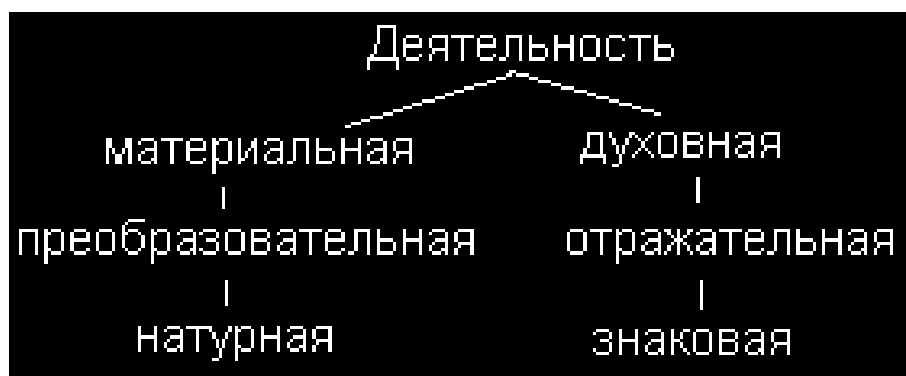 Деятельность
материальная духовная
преобразовательная отражательная
натурная знаковая